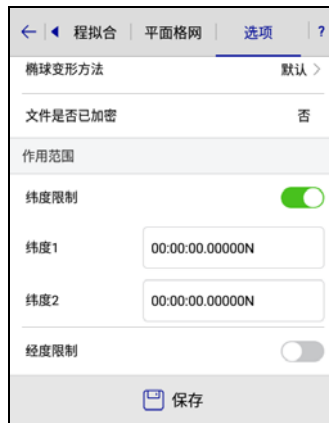 程拟合 平面格网 选项 ?
椭球变形方法 默认 >
文件是否已加密 否
作用范围
纬度限制
纬度1 00:00:00.00000N
纬度2 00:00:00.00000N
经度限制
保存